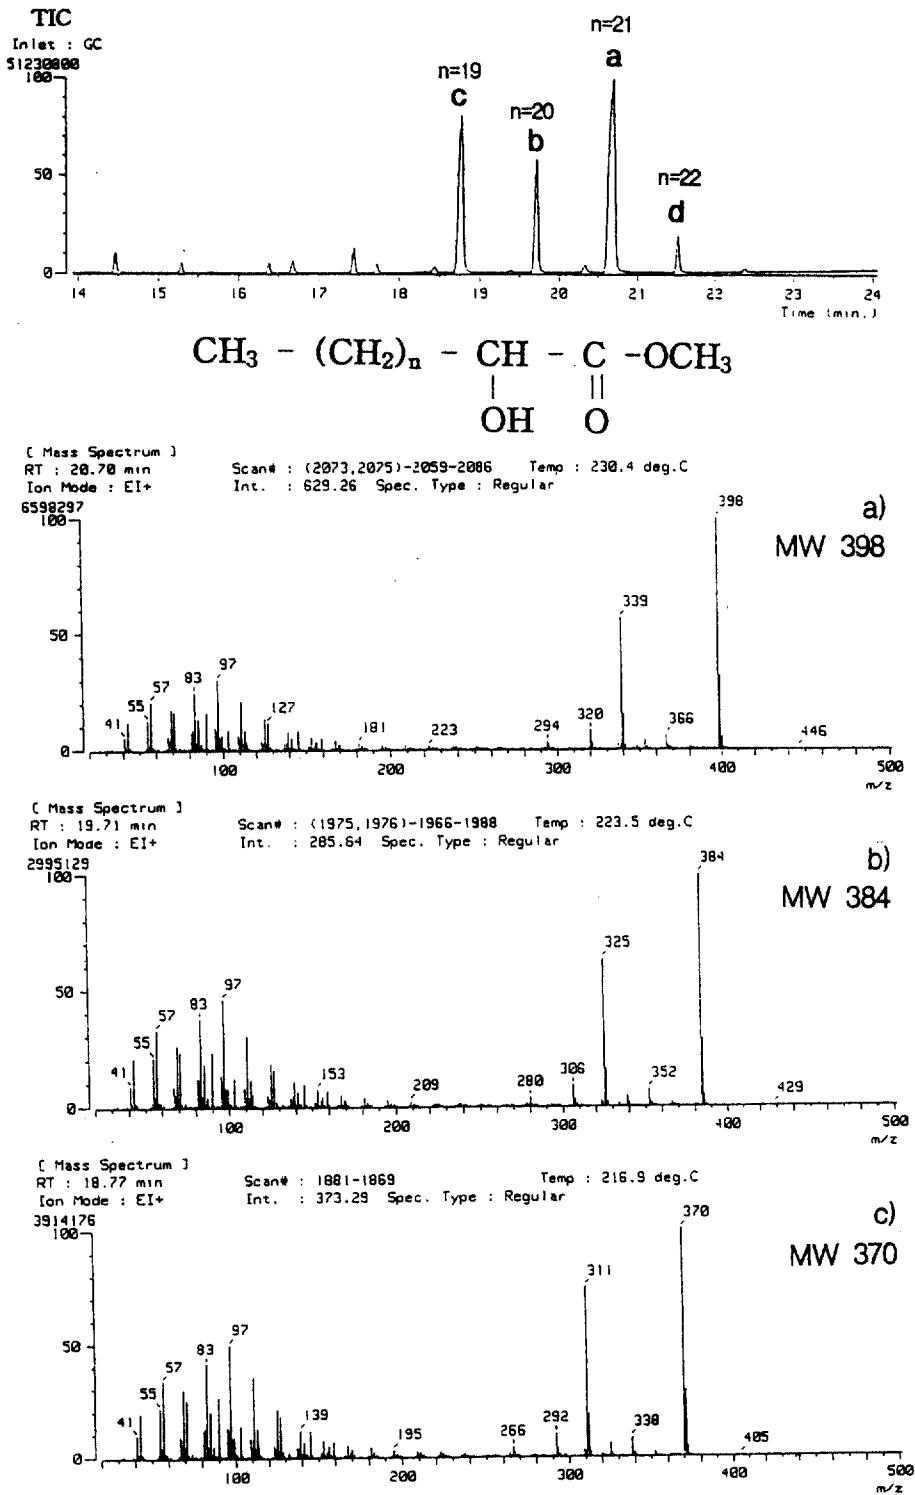 TIC
Inlet : GC
51230000
100
50
0
n=19
c
n=20
b
n=21
a
n=22
d
14 15 16 17 18 19 20 21 22 23 24
Time (min.)
CH3 - (CH2)n - CH - C -OCH3
OH O
[ Mass Spectrum ]
RT : 20.70 min Scan# : (2073,2075)-2059-2086 Temp : 230.4 deg.C
Ion Mode : EI+ Int. : 629.26 Spec. Type : Regular
6598297
100
50
0
a)
MW 398
41 55 57 83 97 127 181 223 294 320 339 366 398 446
100 200 300 400 500
m/z
[ Mass Spectrum ]
RT : 19.71 min Scan# : (1975,1976)-1966-1988 Temp : 223.5 deg.C
Ion Mode : EI+ Int. : 285.64 Spec. Type : Regular
2995129
100
50
0
b)
MW 384
41 55 57 83 97 153 209 280 306 325 352 384 429
100 200 300 400 500
m/z
[ Mass Spectrum ]
RT : 18.77 min Scan# : 1881-1869 Temp : 216.9 deg.C
Ion Mode : EI+ Int. : 373.29 Spec. Type : Regular
3914176
100
50
0
c)
MW 370
41 55 57 83 97 139 195 266 292 311 338 370 405
100 200 300 400 500
m/z